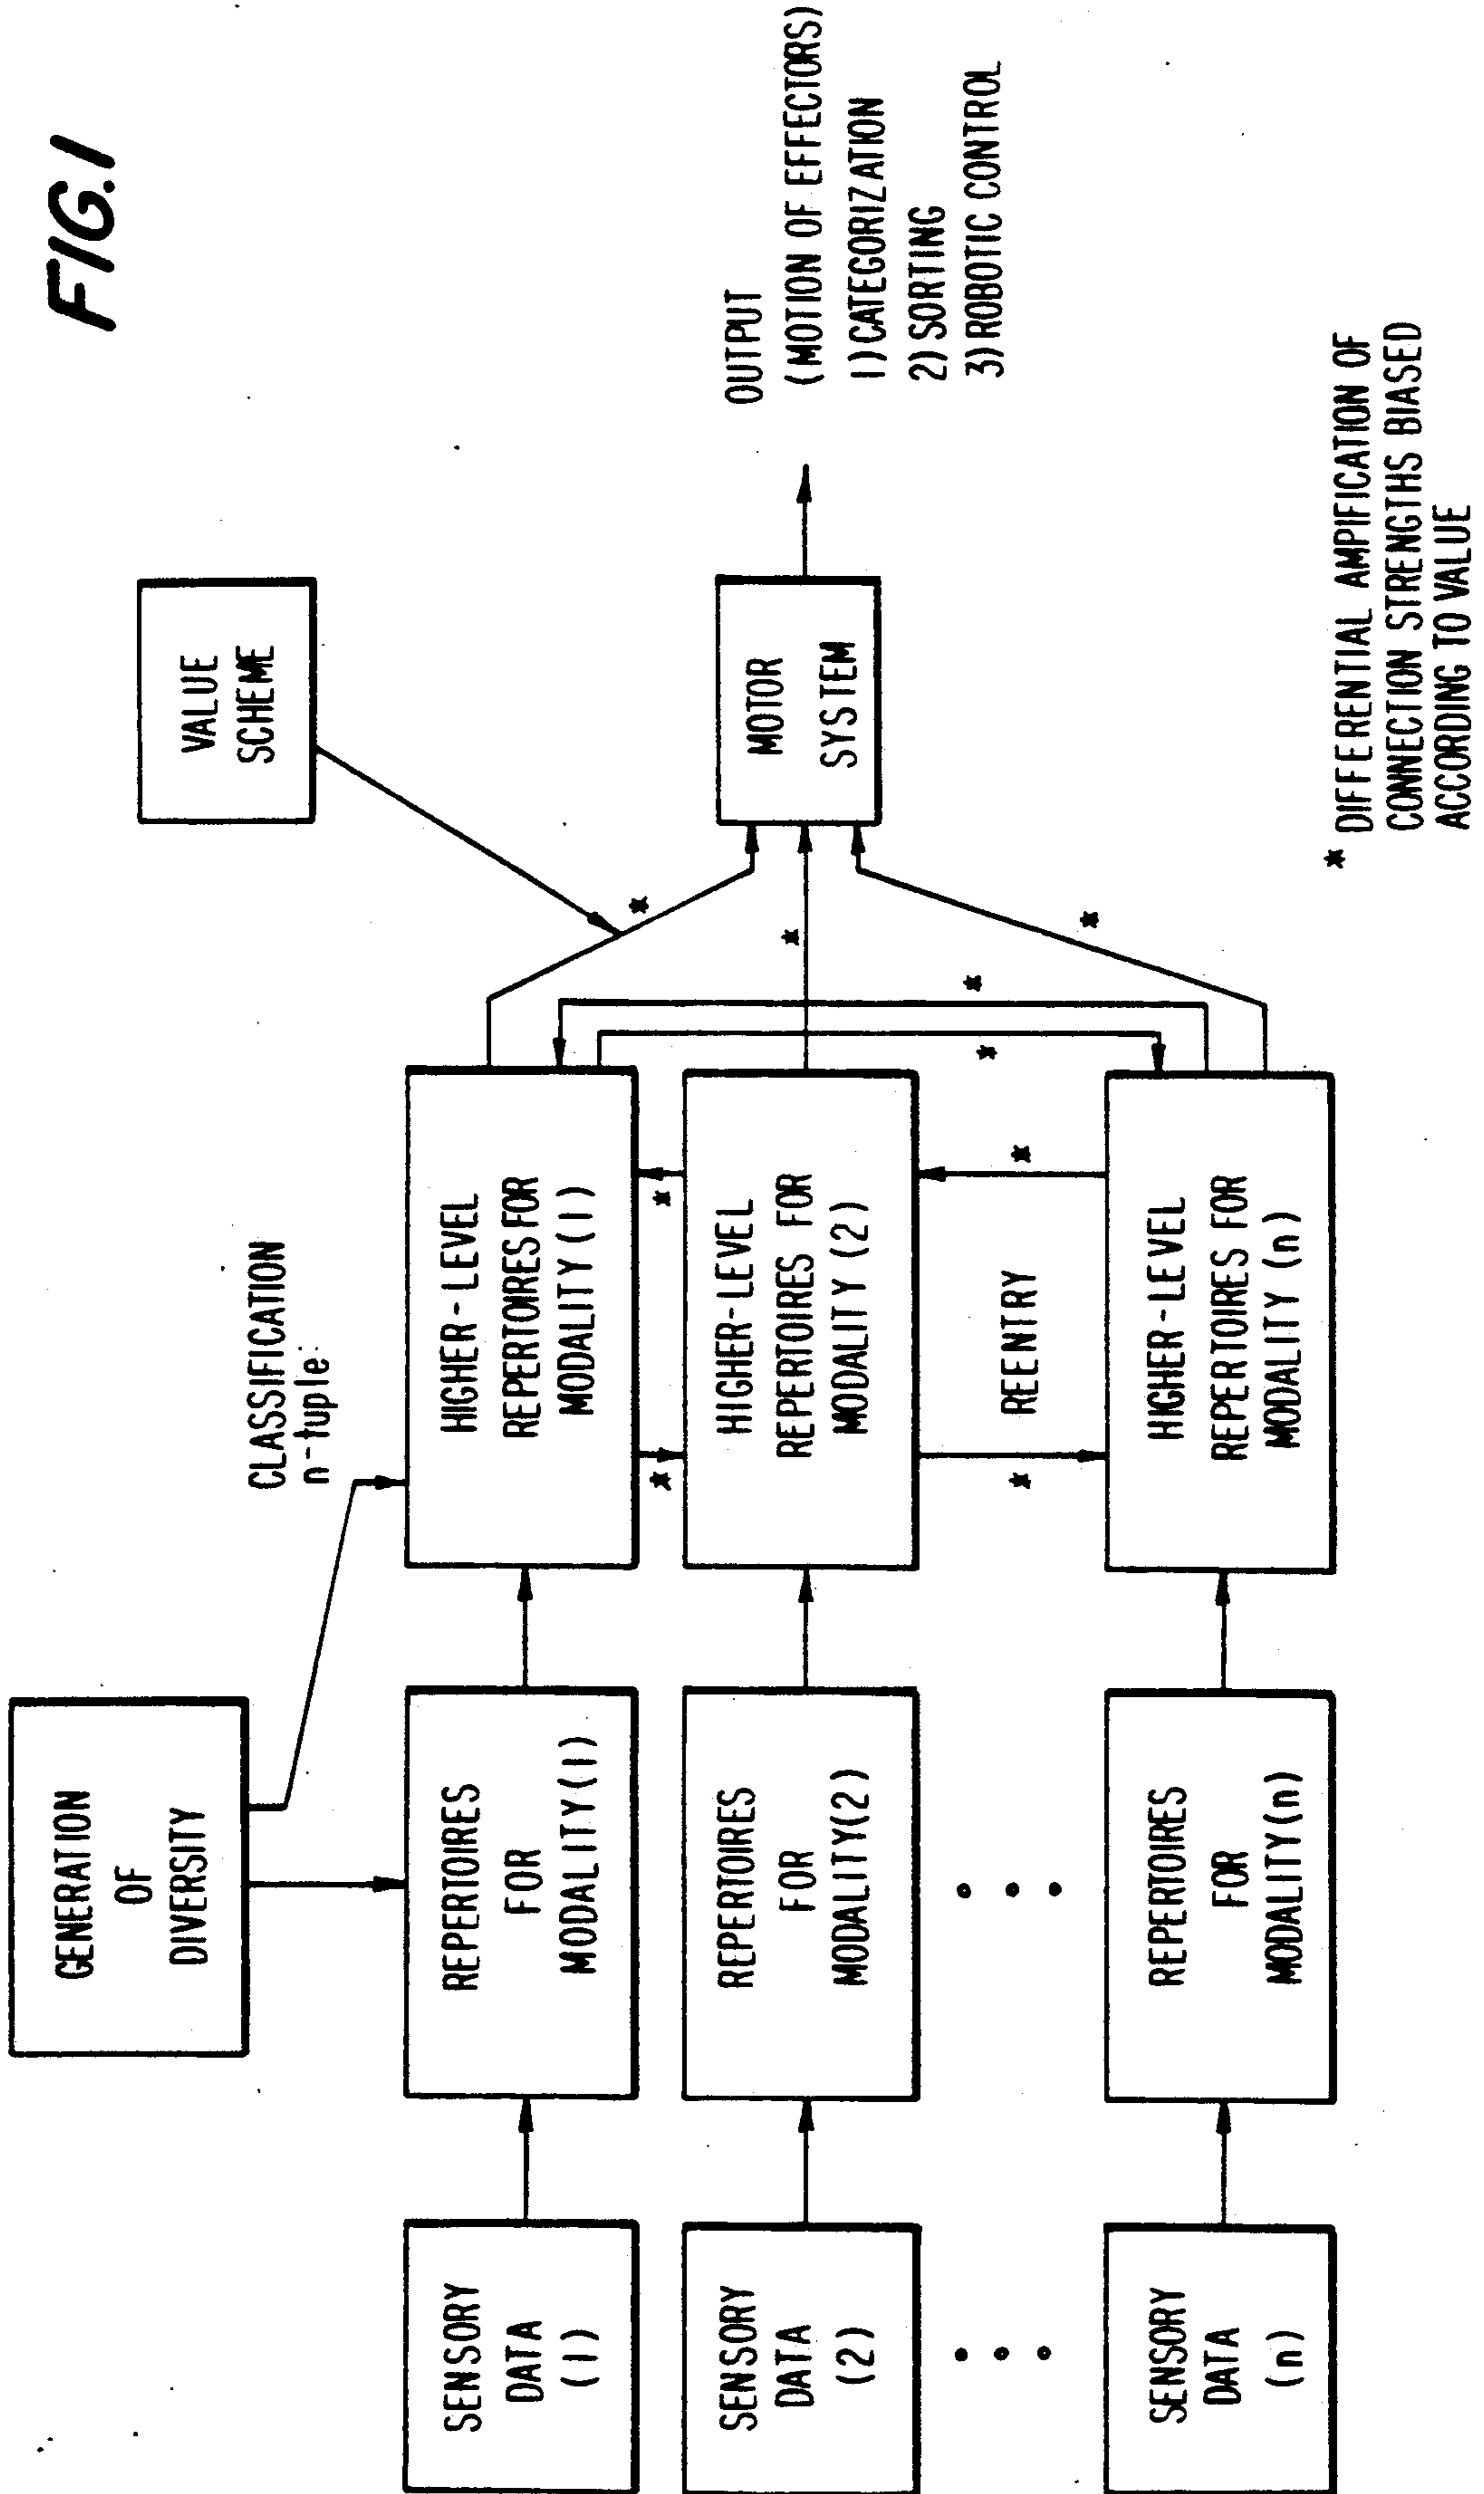 FIG. 1
GENERATION
OF
DIVERSITY
CLASSIFICATION
n-tuple
VALUE
SCHEME
SENSORY
DATA
(1)
REPERTOIRES
FOR
MODALITY(1)
HIGHER-LEVEL
REPERTOIRES FOR
MODALITY (1)
*
*
*
SENSORY
DATA
(2)
REPERTOIRES
FOR
MODALITY(2)
HIGHER-LEVEL
REPERTOIRES FOR
MODALITY (2)
*
MOTOR
SYSTEM
OUTPUT
(MOTION OF EFFECTORS)
1) CATEGORIZATION
2) SORTING
3) ROBOTIC CONTROL
• • •
• • •
REENTRY
*
*
*
*
*
SENSORY
DATA
(n)
REPERTOIRES
FOR
MODALITY(n)
HIGHER-LEVEL
REPERTOIRES FOR
MODALITY (n)
* DIFFERENTIAL AMPIFICATION OF
CONNECTION STRENGTHS BIASED
ACCORDING TO VALUE